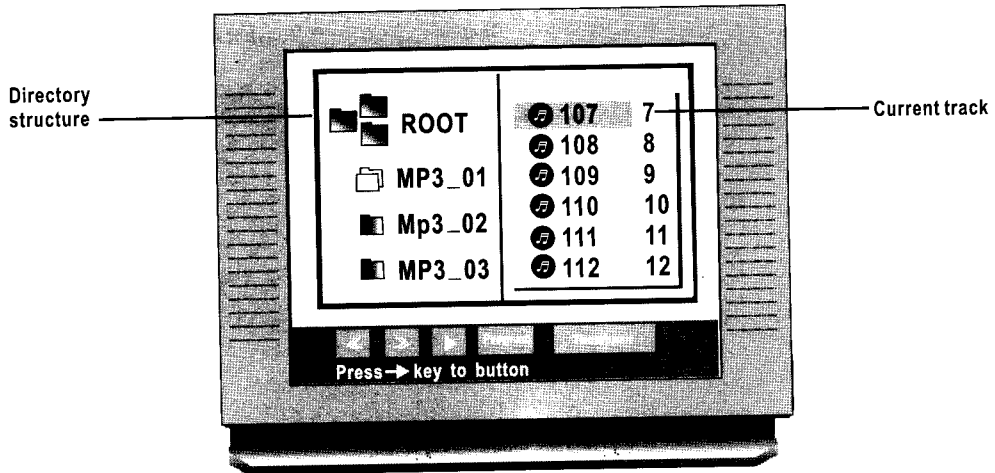 Directory
structure
ROOT
MP3_01
Mp3_02
MP3_03
107 7
108 8
109 9
110 10
111 11
112 12
Current track
Press→key to button